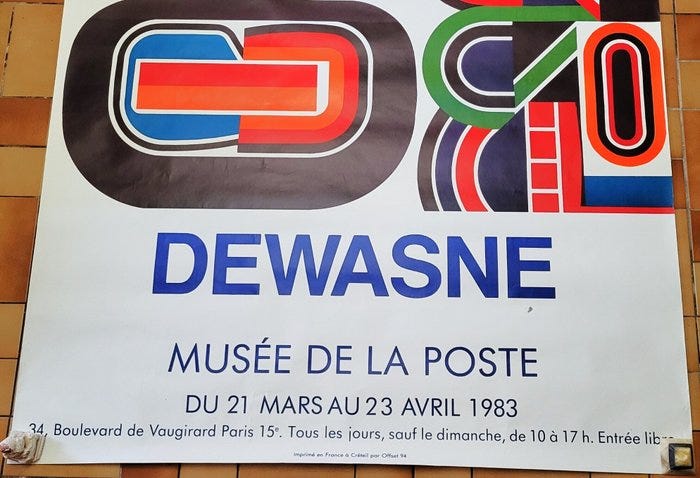 DEWASNE
MUSÉE DE LA POSTE
DU 21 MARS AU 23 AVRIL 1983
34, Boulevard de Vaugirard Paris 15e. Tous les jours, sauf le dimanche, de 10 à 17 h. Entrée libre
Imprimé en France à Créteil par Offset 94